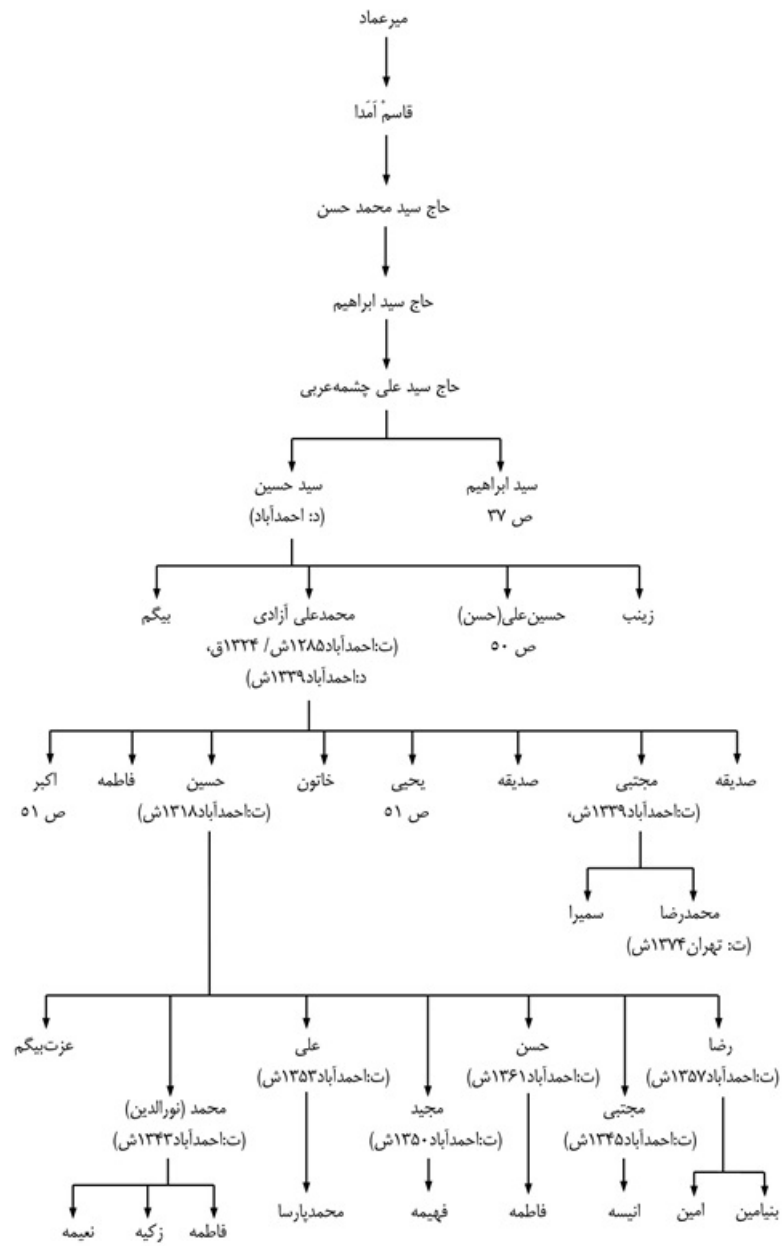 میرعماد
قاسمْ اَمَدا
حاج سید محمد حسن
حاج سید ابراهیم
حاج سید علی چشمه‌عربی
سید ابراهیم
ص ۳۷
سید حسین
(د: احمدآباد)
زینب
حسین‌علی(حسن)
ص ۵۰
محمدعلی آزادی
(ت:احمدآباد۱۲۸۵ش/ ۱۳۲۴ق،
د:احمدآباد۱۳۳۹ش)
بیگم
صدیقه
مجتبی
(ت:احمدآباد۱۳۳۹ش،
صدیقه
یحیی
ص ۵۱
خاتون
حسین
(ت:احمدآباد۱۳۱۸ش)
فاطمه
اکبر
ص ۵۱
محمدرضا
(ت: تهران۱۳۷۴ش)
سمیرا
رضا
(ت:احمدآباد۱۳۵۷ش)
مجتبی
(ت:احمدآباد۱۳۴۵ش)
حسن
(ت:احمدآباد۱۳۶۱ش)
مجید
(ت:احمدآباد۱۳۵۰ش)
علی
(ت:احمدآباد۱۳۵۳ش)
محمد (نورالدین)
(ت:احمدآباد۱۳۴۳ش)
عزت‌بیگم
بنیامین
امین
انیسه
فاطمه
فهیمه
محمدپارسا
فاطمه
زکیه
نعیمه